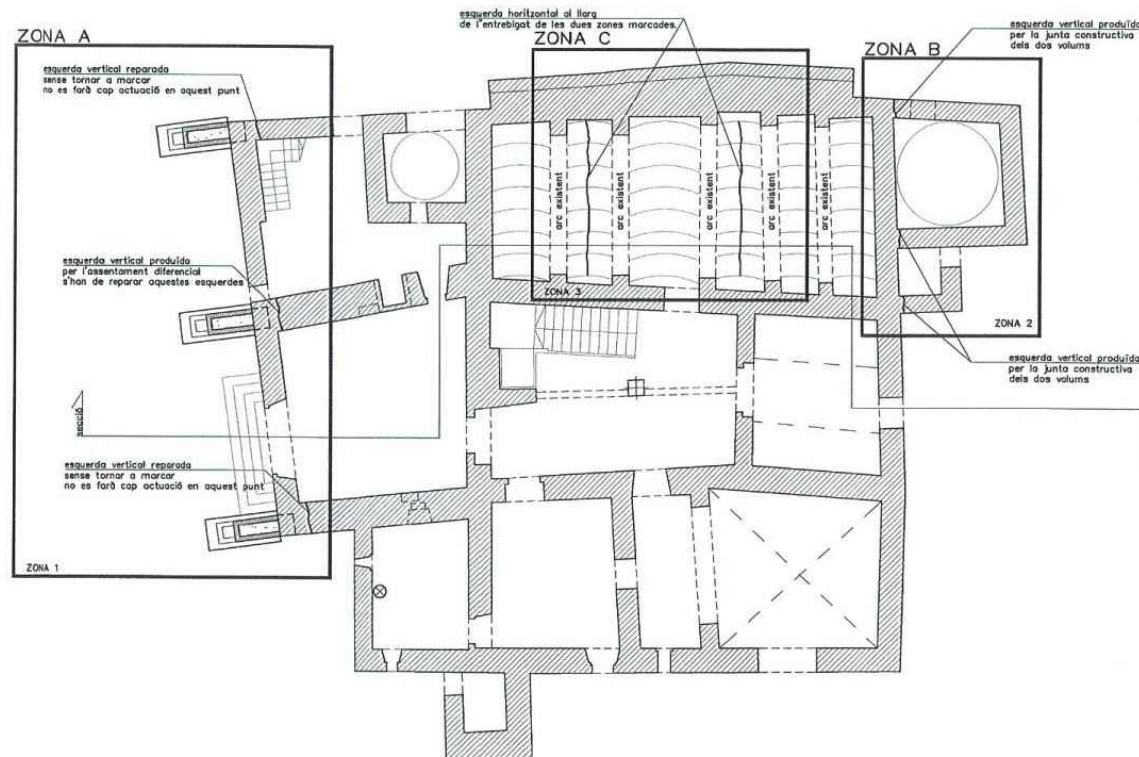 ZONA A
esquerda vertical reparada
sense tornar a marcar
no es farà cap actuació en aquest punt
esquerda vertical produïda
per l'assentament diferencial
s'han de reparar aquestes esquerdes
secció
esquerda vertical reparada
sense tornar a marcar
no es farà cap actuació en aquest punt
ZONA 1
esquerda horitzontal al llarg
de l'entrebigat de les dues zones marcades.
ZONA C
arc existent
arc existent
arc existent
arc existent
arc existent
ZONA 3
esquerda vertical produïda
per la junta constructiva
dels dos volums
ZONA B
ZONA 2
esquerda vertical produïda
per la junta constructiva
dels dos volums